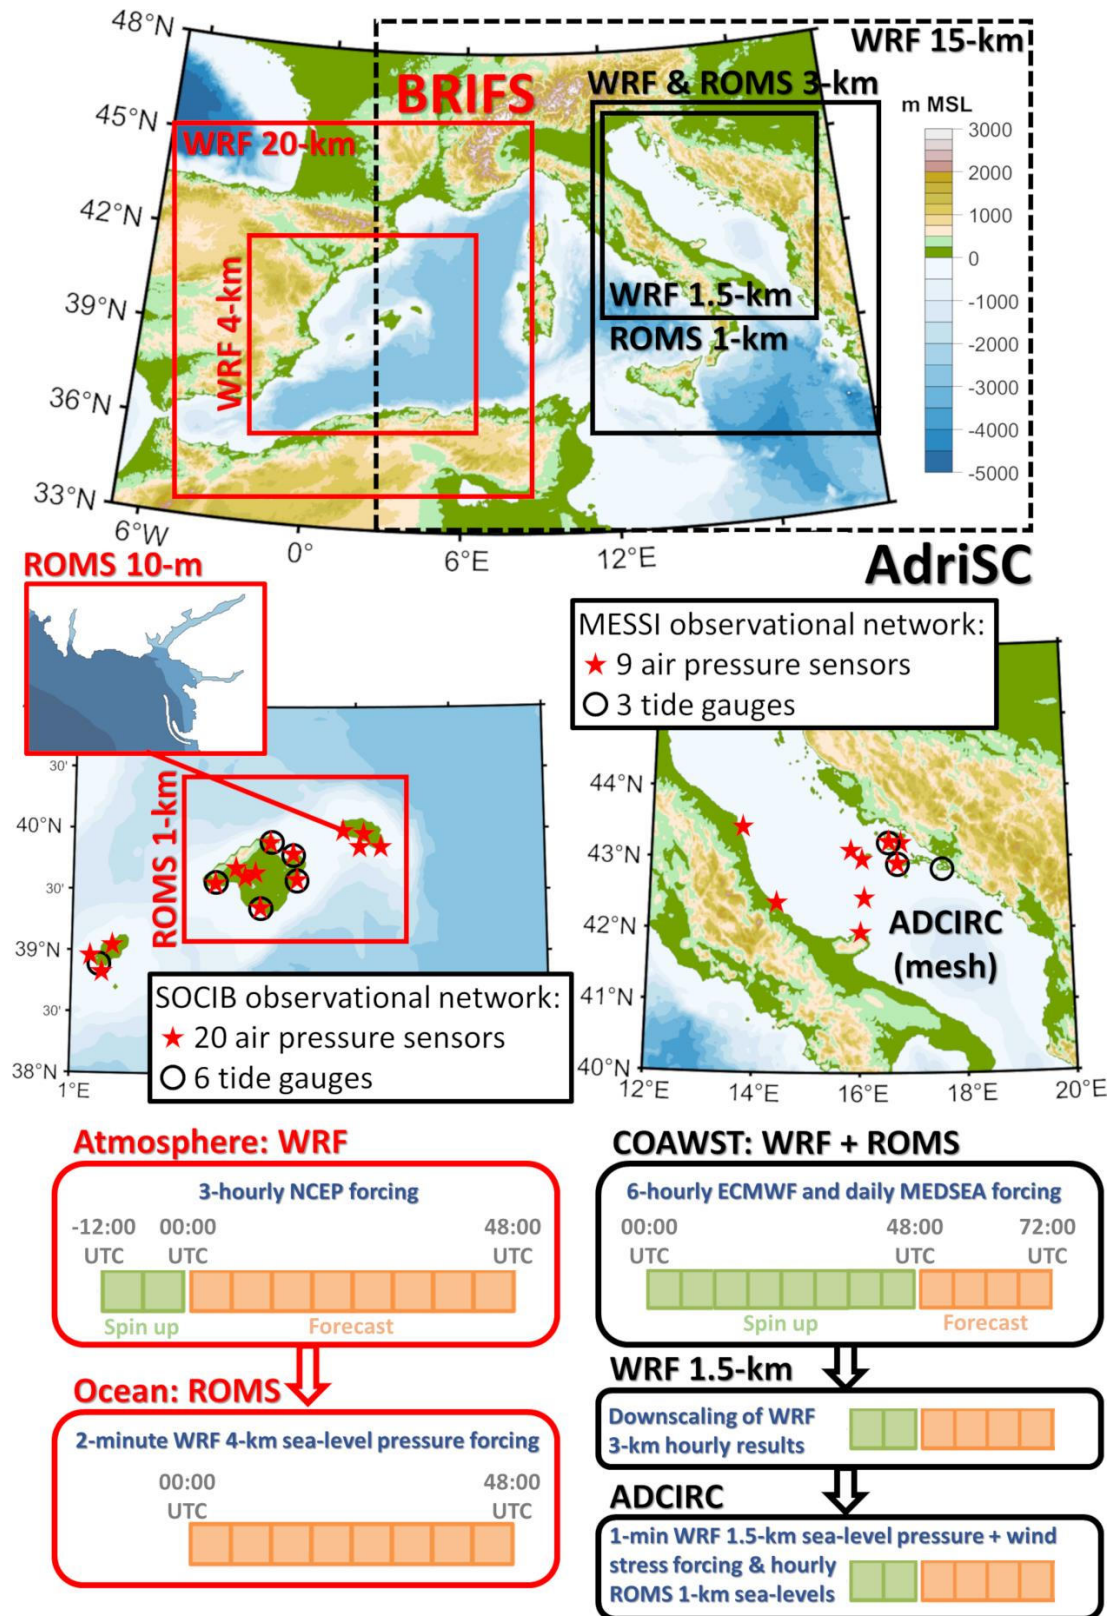 48°N
WRF 15-km
BRIFS
WRF & ROMS 3-km
m MSL
45°N
WRF 20-km
3000
2000
42°N
1000
0
WRF 4-km
39°N
WRF 1.5-km
-1000
ROMS 1-km
-2000
36°N
-3000
-4000
33°N
-5000
6°W
0°
6°E
12°E
AdriSC
ROMS 10-m
MESSI observational network:
9 air pressure sensors
3 tide gauges
30'
ROMS 1-km
40°N
30'
39°N
30'
38°N
1°E
SOCIB observational network:
20 air pressure sensors
6 tide gauges
44°N
43°N
42°N
ADCIRC
(mesh)
41°N
40°N
12°E
14°E
16°E
18°E
20°E
Atmosphere: WRF
3-hourly NCEP forcing
-12:00 00:00 48:00
UTC UTC UTC
Spin up Forecast
Ocean: ROMS
2-minute WRF 4-km sea-level pressure forcing
00:00 48:00
UTC UTC
COAWST: WRF + ROMS
6-hourly ECMWF and daily MEDSEA forcing
00:00 48:00 72:00
UTC UTC UTC
Spin up Forecast
WRF 1.5-km
Downscaling of WRF
3-km hourly results
ADCIRC
1-min WRF 1.5-km sea-level pressure + wind
stress forcing & hourly
ROMS 1-km sea-levels